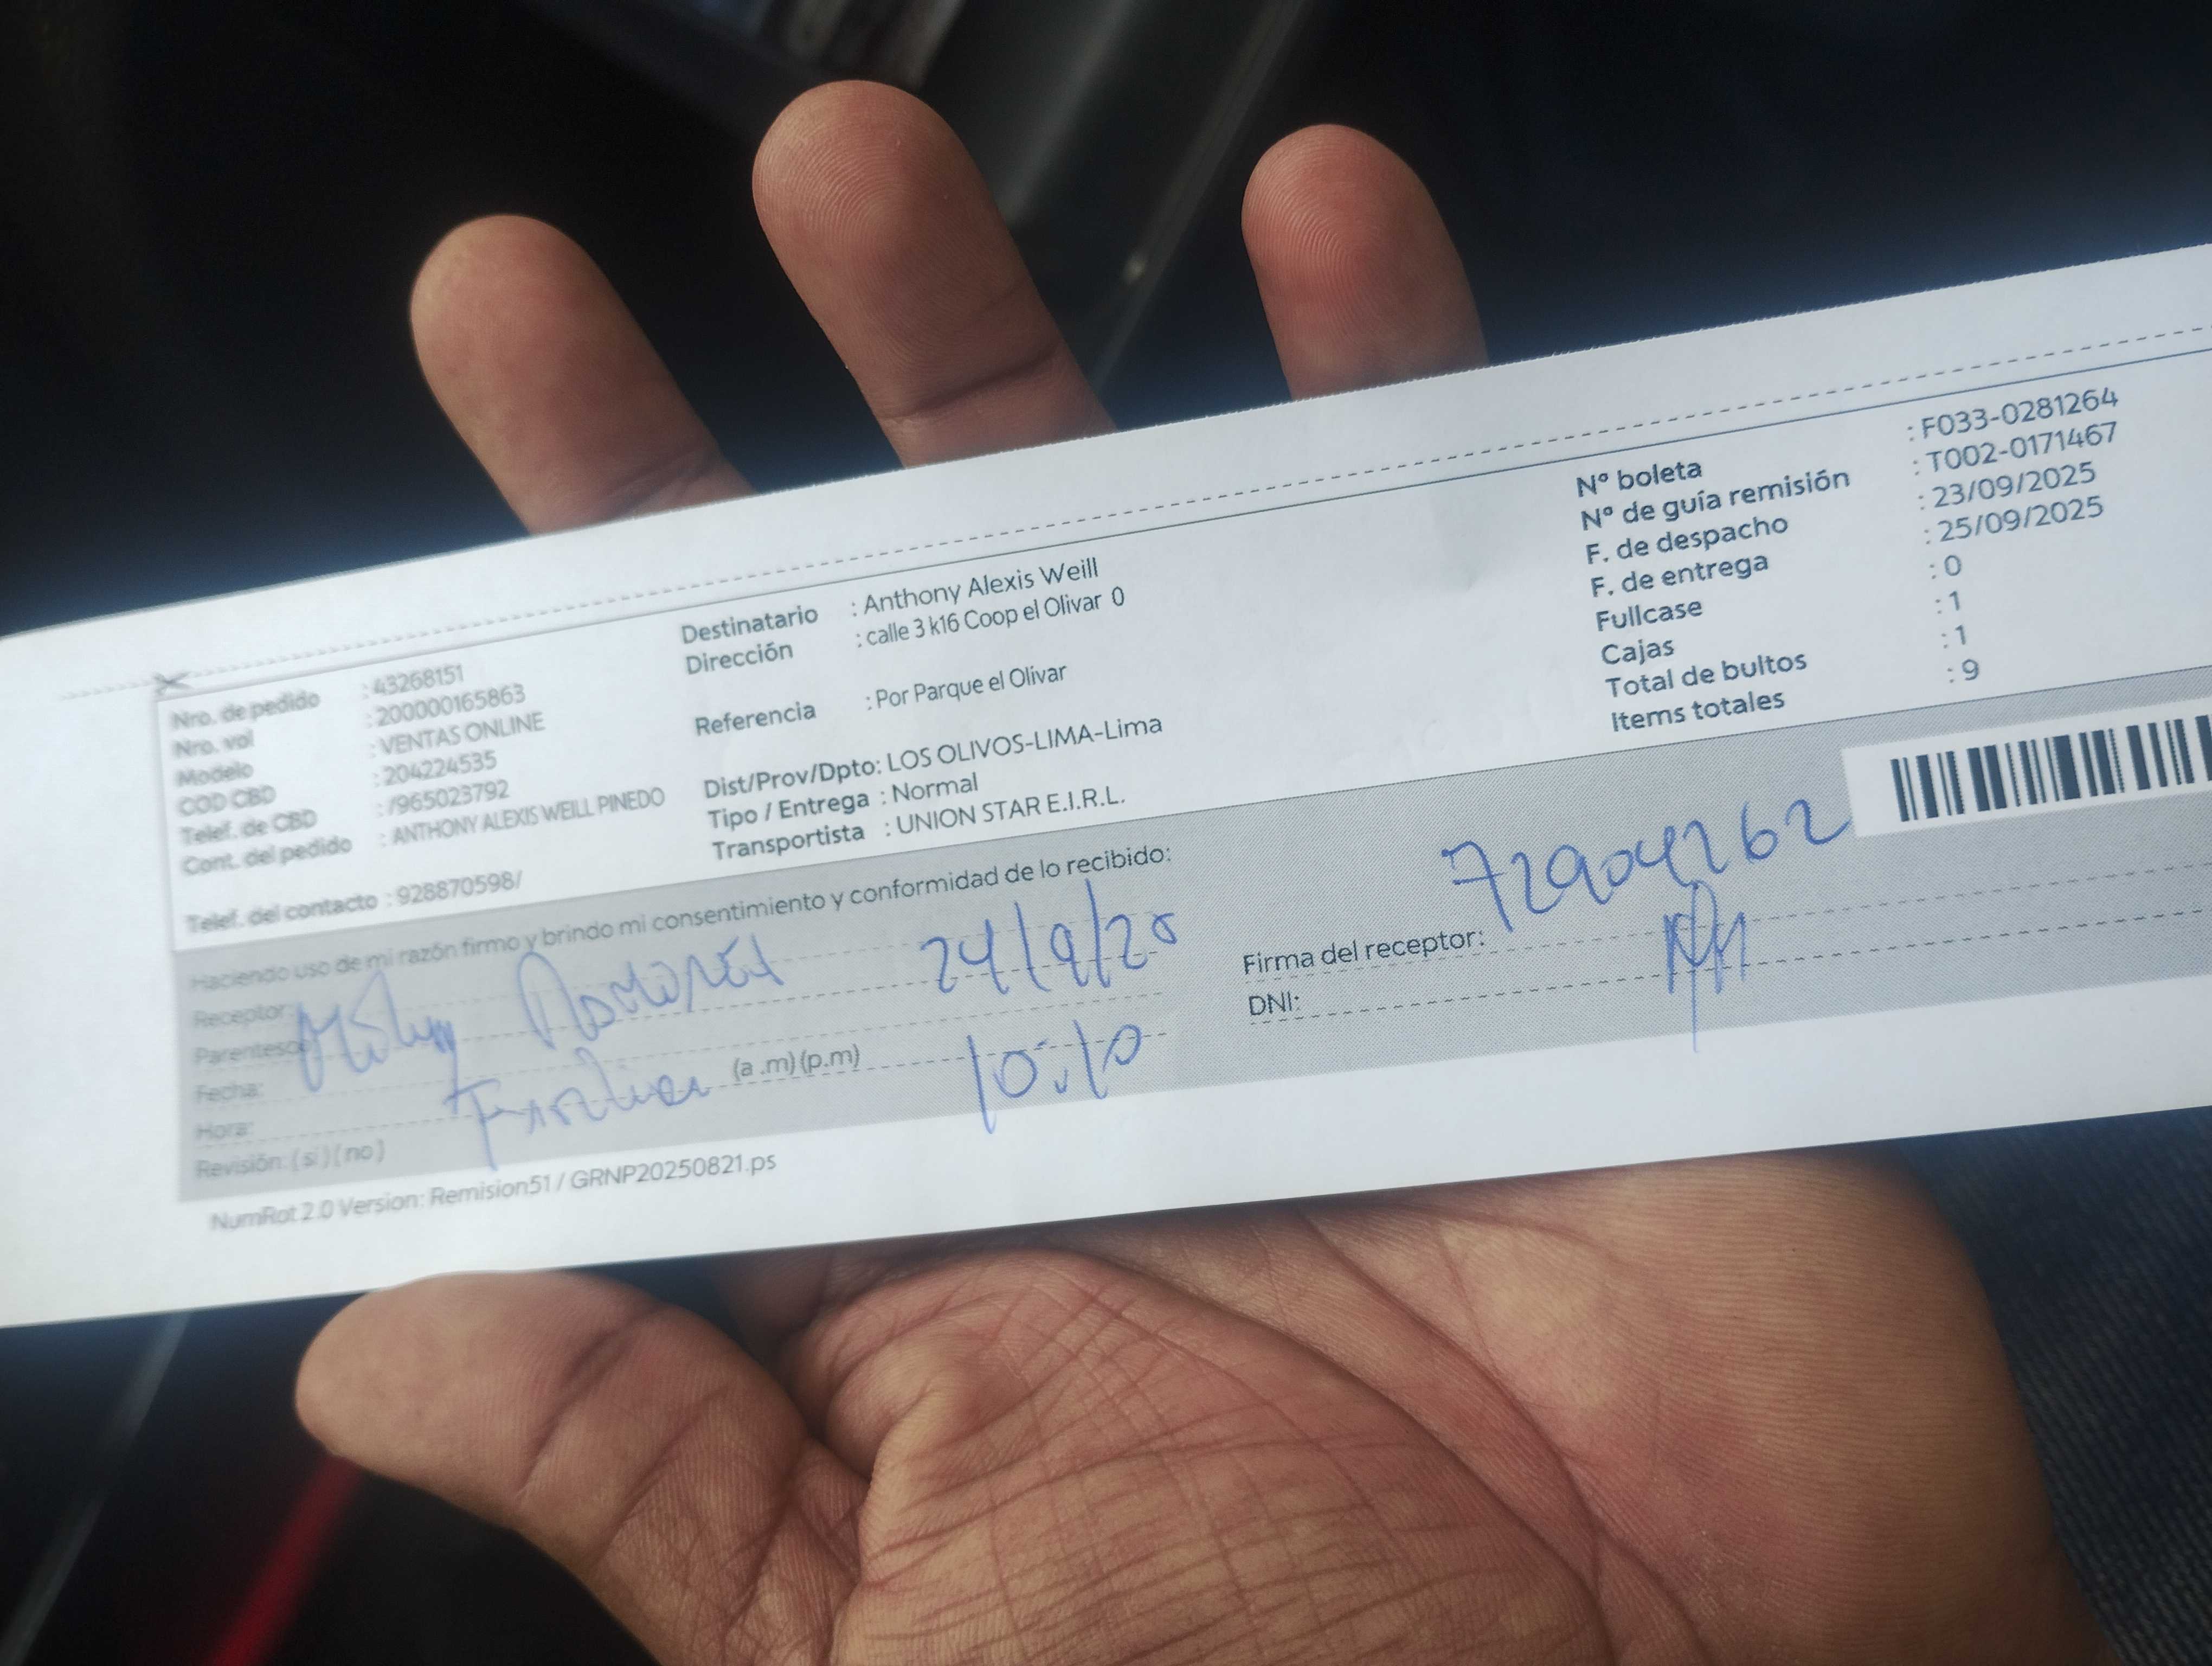 Nro. de pedido : 43268151
Nro. vol : 200000165863
Modelo : VENTAS ONLINE
COD CBD : 204224535
Telef. de CBD : /965023792
Cont. del pedido : ANTHONY ALEXIS WEILL PINEDO
Telef. del contacto : 928870598/
Destinatario : Anthony Alexis Weill
Dirección : calle 3 k16 Coop el Olivar 0
Referencia : Por Parque el Olivar
Dist/Prov/Dpto: LOS OLIVOS-LIMA-Lima
Tipo / Entrega : Normal
Transportista : UNION STAR E.I.R.L.
Nº boleta : F033-0281264
Nº de guía remisión : T002-0171467
F. de despacho : 23/09/2025
F. de entrega : 25/09/2025
Fullcase : 0
Cajas : 1
Total de bultos : 1
Items totales : 9
Haciendo uso de mi razón firmo y brindo mi consentimiento y conformidad de lo recibido:
Receptor:
Parentesco:
Fecha: 24/9/25
Hora: (a .m) (p.m) 10:10
Revisión: ( si ) ( no )
Firma del receptor: 72904262
DNI:
NumRot 2.0 Version: Remision51 / GRNP20250821.ps